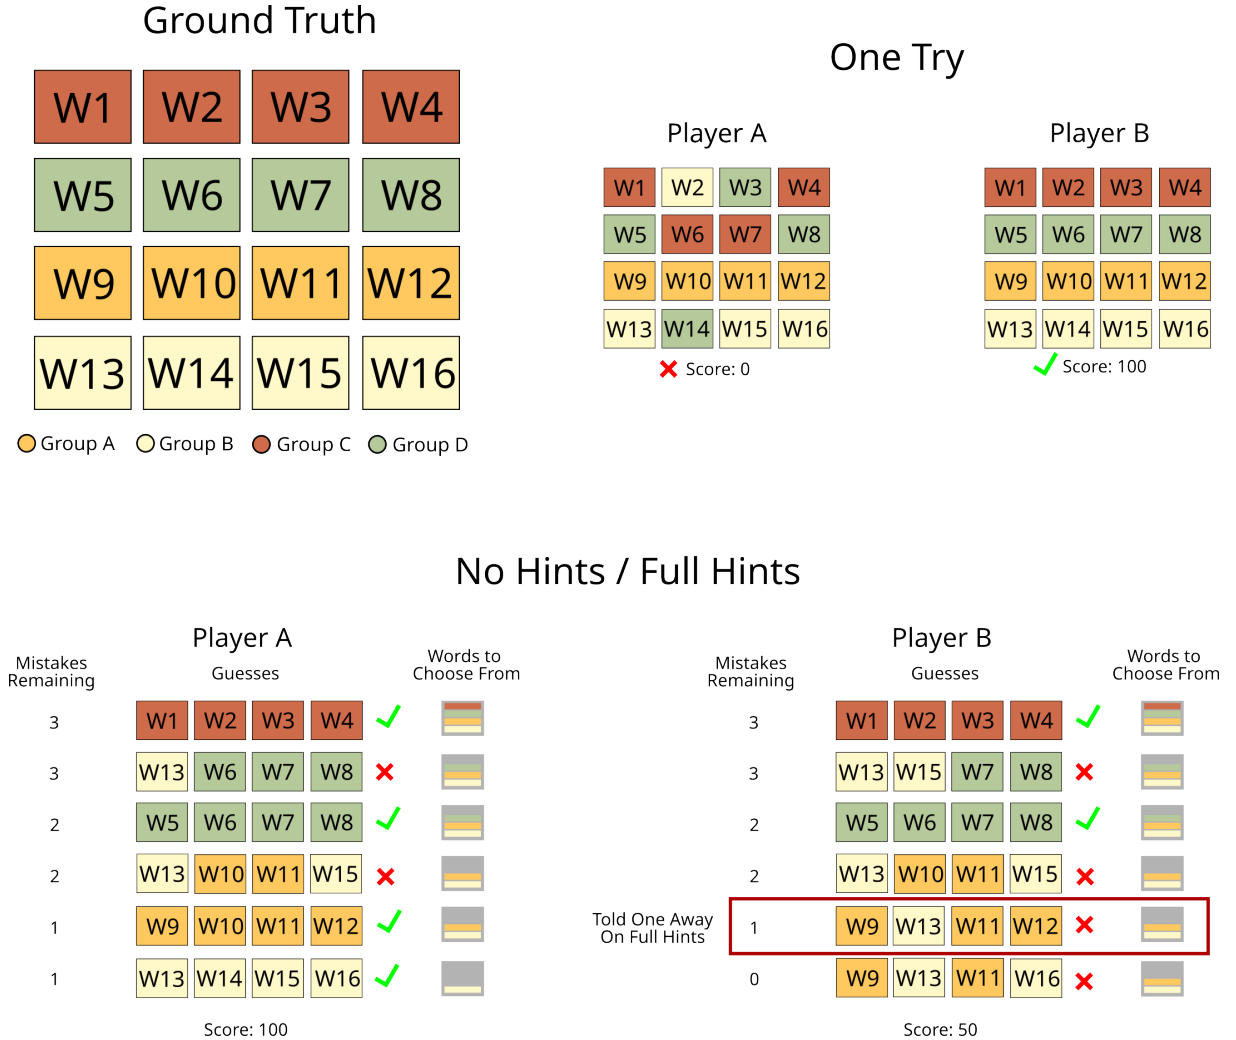 Ground Truth
W1 W2 W3 W4
W5 W6 W7 W8
W9 W10 W11 W12
W13 W14 W15 W16
Group A Group B Group C Group D
One Try
Player A
W1 W2 W3 W4
W5 W6 W7 W8
W9 W10 W11 W12
W13 W14 W15 W16
Score: 0
Player B
W1 W2 W3 W4
W5 W6 W7 W8
W9 W10 W11 W12
W13 W14 W15 W16
Score: 100
No Hints / Full Hints
Player A
Mistakes
Remaining
Guesses
Words to
Choose From
3 W1 W2 W3 W4
3 W13 W6 W7 W8
2 W5 W6 W7 W8
2 W13 W10 W11 W15
1 W9 W10 W11 W12
1 W13 W14 W15 W16
Score: 100
Player B
Mistakes
Remaining
Guesses
Words to
Choose From
3 W1 W2 W3 W4
3 W13 W15 W7 W8
2 W5 W6 W7 W8
2 W13 W10 W11 W15
Told One Away
On Full Hints
1 W9 W13 W11 W12
0 W9 W13 W11 W16
Score: 50